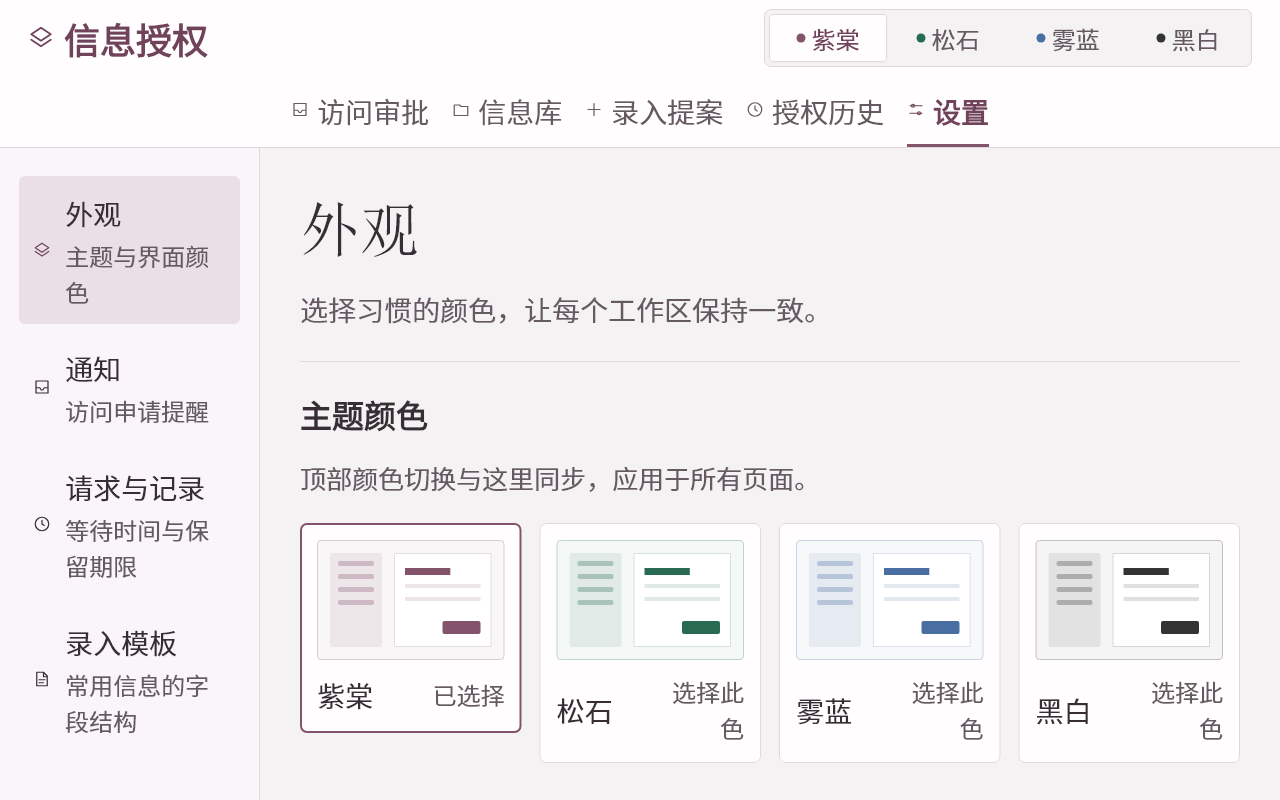 信息授权
紫棠
松石
雾蓝
黑白
访问审批
信息库
录入提案
授权历史
设置
外观
主题与界面颜
色
通知
访问申请提醒
请求与记录
等待时间与保
留期限
录入模板
常用信息的字
段结构
外观
选择习惯的颜色，让每个工作区保持一致。
主题颜色
顶部颜色切换与这里同步，应用于所有页面。
紫棠
已选择
松石
选择此
色
雾蓝
选择此
色
黑白
选择此
色